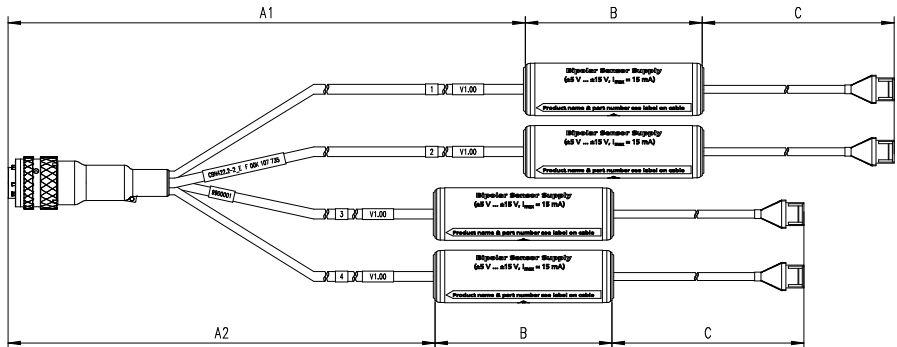 A1 B C
Bipolar Sensor Supply
(±5 V ... ±15 V, Imax = 15 mA)
Product name & part number see label on cable
1 V1.00
Bipolar Sensor Supply
(±5 V ... ±15 V, Imax = 15 mA)
Product name & part number see label on cable
2 V1.00
CBHA122.2-2_E F 00K 107 735
9900001
Bipolar Sensor Supply
(±5 V ... ±15 V, Imax = 15 mA)
Product name & part number see label on cable
3 V1.00
Bipolar Sensor Supply
(±5 V ... ±15 V, Imax = 15 mA)
Product name & part number see label on cable
4 V1.00
A2 B C